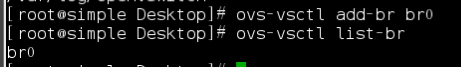 [root@simple Desktop]# ovs-vsctl add-br br0
[root@simple Desktop]# ovs-vsctl list-br
br0
[root@simple Desktop]#